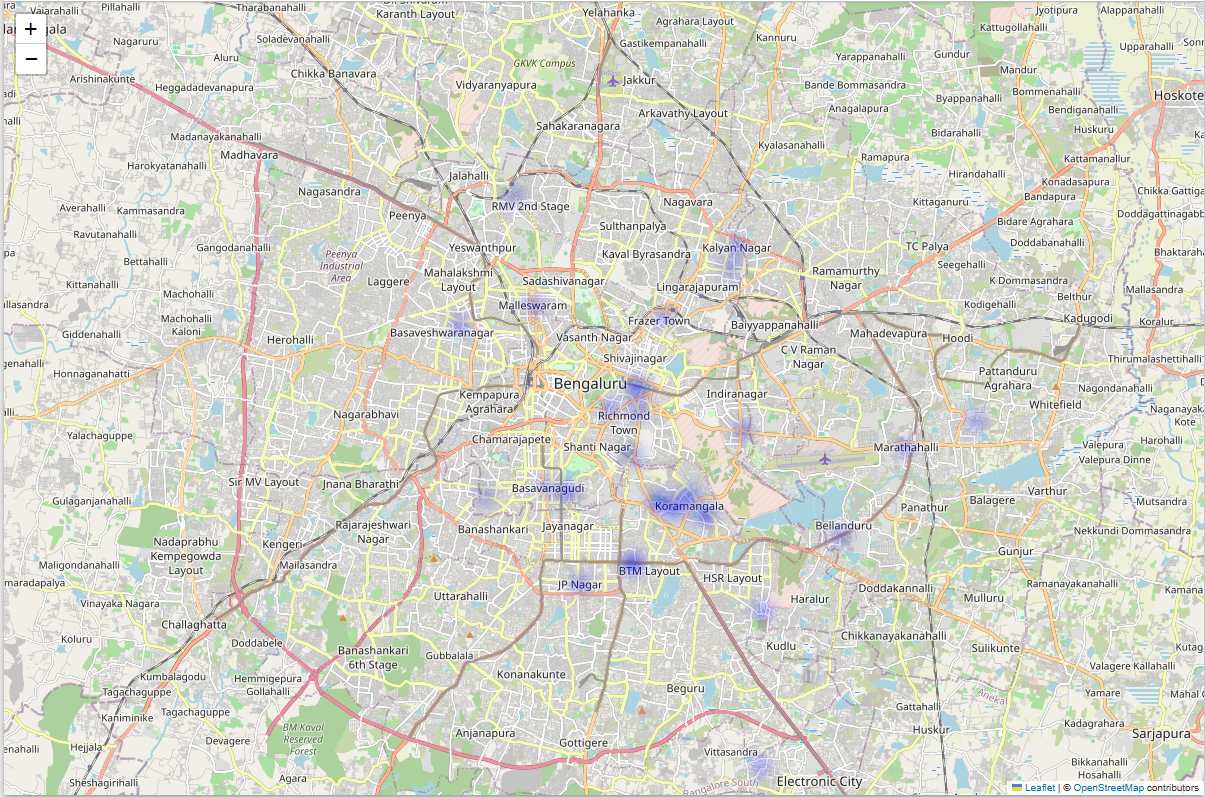 Vajarahalli
Pillahalli
Tharabanahalli
Karanth Layout
Yelahanka
Agrahara Layout
Jyotipura
Alappanahalli
+
−
Nagaruru
Soladevanahalli
Gastikempanahalli
Kannuru
Kattugollahalli
Upparahalli
Aluru
GKVK Campus
Yarappanahalli
Gundur
Mandur
Arishinakunte
Chikka Banavara
Jakkur
Heggadadevanapura
Vidyaranyapura
Bande Bommasandra
Bommenahalli
Hoskote
Byappanahalli
Anagalapura
Bendiganahalli
Arkavathy Layout
Sahakaranagara
Huskuru
Bidarahalli
Madanayakanahalli
Kyalasanahalli
Madhavara
Ramapura
Kattamanallur
Harokyatanahalli
Jalahalli
Hirandahalli
Konadasapura
Nagasandra
Chikka Gattiga
Bandapura
Averahalli
Kammasandra
RMV 2nd Stage
Nagavara
Kittaganuru
Peenya
Doddagattinagabb
Bidare Agrahara
Ravutanahalli
Sulthanpalya
Gangodanahalli
Yeswanthpur
Kalyan Nagar
TC Palya
Doddabanahalli
Bettahalli
Peenya
Industrial
Area
Kaval Byrasandra
Seegehalli
Bhaktarahalli
Kittanahalli
Mahalakshmi
Layout
Laggere
Sadashivanagar
Ramamurthy
Nagar
K Dommasandra
Mallasandra
Machohalli
Lingarajapuram
Belthur
Malleswaram
Kodigehalli
Machohalli
Kaloni
Giddenahalli
Basaveshwaranagar
Frazer Town
Baiyyappanahalli
Kadugodi
Koralur
Mahadevapura
Hoodi
Herohalli
Vasanth Nagar
C V Raman
Nagar
Shivajinagar
Thirumalashettihalli
Honnaganahatti
Pattanduru
Agrahara
Bengaluru
Nagondanahalli
Kempapura
Agrahara
Indiranagar
Whitefield
Nagarabhavi
Richmond
Town
Naganayaka
Kote
Yalachaguppe
Chamarajapete
Shanti Nagar
Marathahalli
Valepura
Harohalli
Valepura Dinne
Sir MV Layout
Jnana Bharathi
Basavanagudi
Varthur
Gulaganjanahalli
Koramangala
Balagere
Mutsandra
Panathur
Banashankari
Jayanagar
Rajarajeshwari
Nagar
Bellanduru
Nekkundi Dommasandra
Nadaprabhu
Kempegowda
Layout
Kengeri
Gunjur
Maligondanahalli
Mailasandra
BTM Layout
HSR Layout
JP Nagar
Doddakannalli
Ramanayakanahalli
maradapalya
Vinayaka Nagara
Uttarahalli
Haralur
Mulluru
Kamana
Challaghatta
Koluru
Doddabele
Chikkanayakanahalli
Kudlu
Sulikunte
Kutaga
Banashankari
6th Stage
Gubbalala
Konanakunte
Valagere Kallahalli
Kumbalagodu
Hemmigepura
Gollahalli
Beguru
Anekal
Yamare
Mahal
Tagachaguppe
Kaniminike
Tagachaguppe
Gattahalli
Kadagrahara
Anjanapura
BM Kaval
Reserved
Forest
Huskur
Sarjapura
Devagere
Hejjala
Gottigere
Vittasandra
Bikkanahalli
Hosahalli
Agara
Sheshagirihalli
Bangalore South
Electronic City
Leaflet | © OpenStreetMap contributors